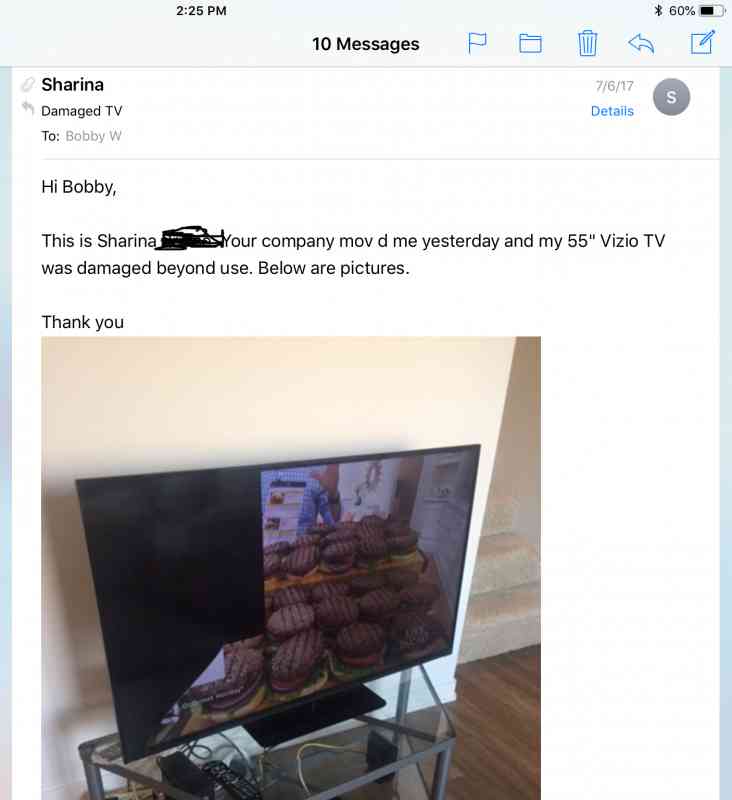 2:25 PM
60%
10 Messages
Sharina
7/6/17
S
Damaged TV
Details
To: Bobby W
Hi Bobby,
This is Sharina Your company mov d me yesterday and my 55" Vizio TV
was damaged beyond use. Below are pictures.
Thank you